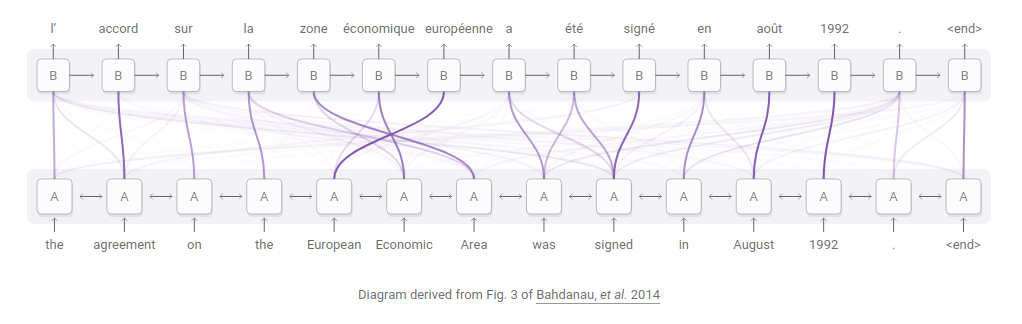 l’ accord sur la zone économique européenne a été signé en août 1992 . <end>
B B B B B B B B B B B B B B B
A A A A A A A A A A A A A A
the agreement on the European Economic Area was signed in August 1992 . <end>
Diagram derived from Fig. 3 of Bahdanau, et al. 2014